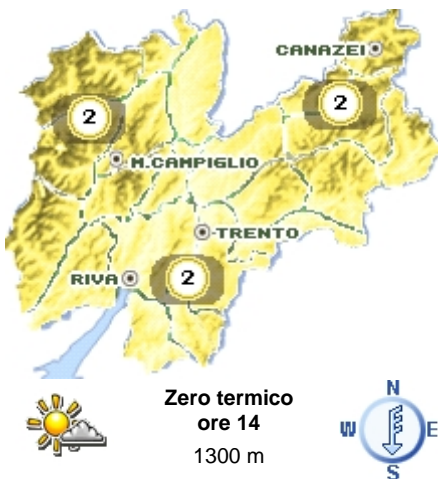 CANAZEI
2
2
M.CAMPIGLIO
TRENTO
RIVA
2
Zero termico
ore 14
1300 m
N
W E
S